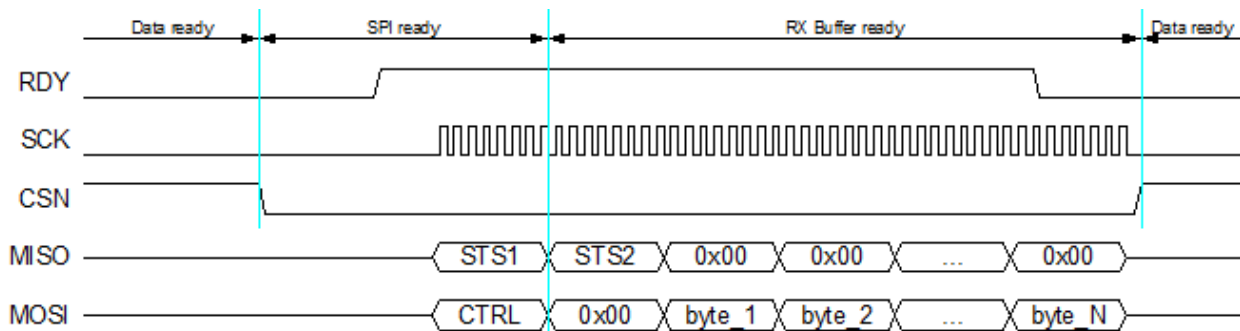 Data ready SPI ready RX Buffer ready Data ready
RDY
SCK
CSN
MISO STS1 STS2 0x00 0x00 ... 0x00
MOSI CTRL 0x00 byte_1 byte_2 ... byte_N